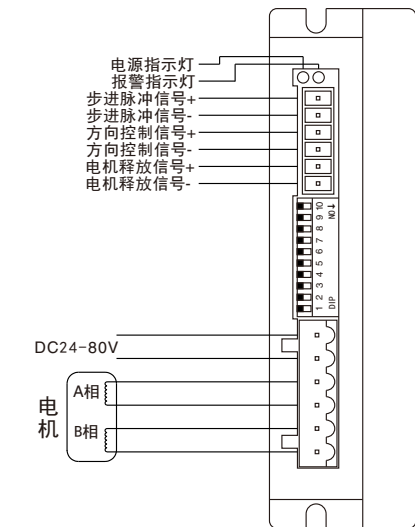 电源指示灯
报警指示灯
步进脉冲信号+
步进脉冲信号-
方向控制信号+
方向控制信号-
电机释放信号+
电机释放信号-
1 2 3 4 5 6 7 8 9 10
DIP NO↓
DC24-80V
电机
A相
B相